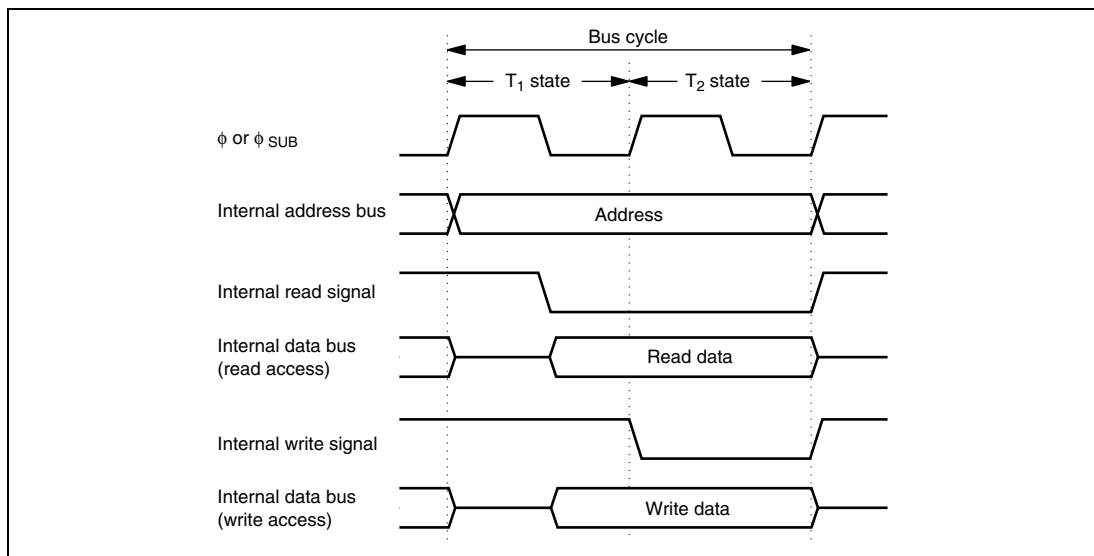 Bus cycle
T₁ state
T₂ state
ϕ or ϕ SUB
Internal address bus
Address
Internal read signal
Internal data bus
(read access)
Read data
Internal write signal
Internal data bus
(write access)
Write data